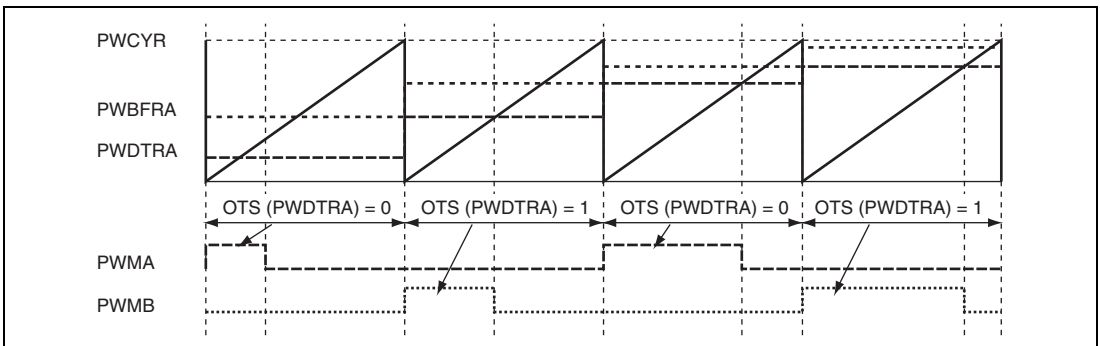 PWCYR
PWBFRA
PWDTRA
OTS (PWDTRA) = 0 OTS (PWDTRA) = 1 OTS (PWDTRA) = 0 OTS (PWDTRA) = 1
PWMA
PWMB